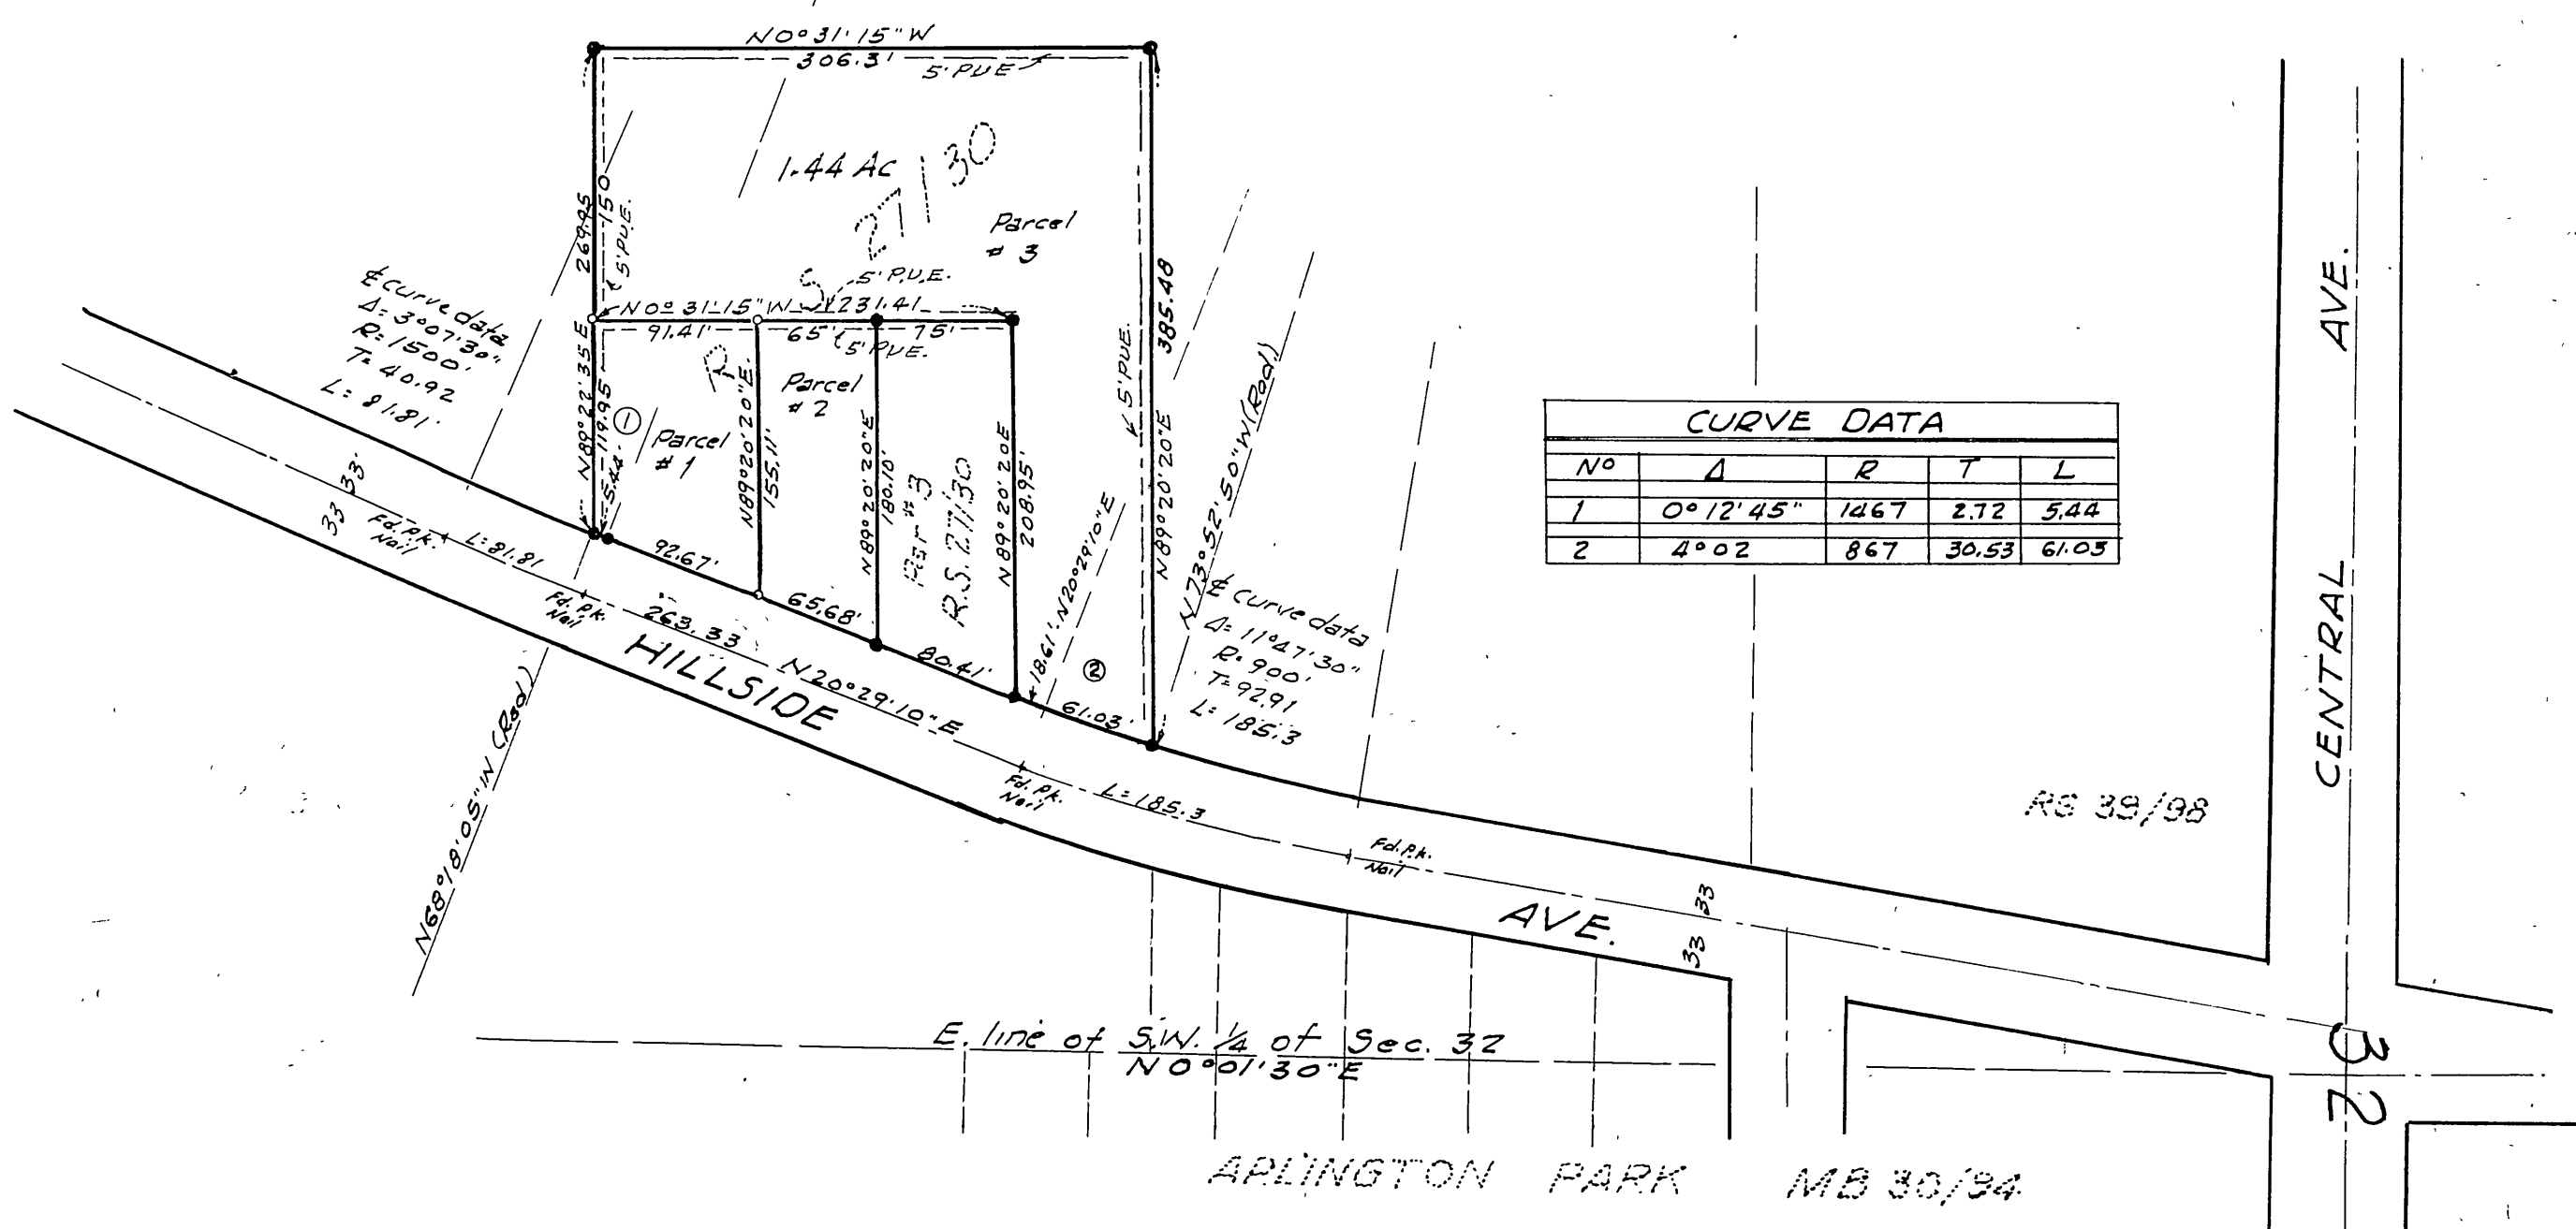 N0°31'15"W
306.3'
5' PUE
1.44 Ac
27/30
Parcel
# 3
269.95
150
5' P.U.E.
5' P.U.E.
N0°31'15"W
231.41
91.41'
65'
75'
5' PUE.
R
S
Parcel
# 2
Parcel
# 1
①
N89°22'35E
119.95
5.44
N89°20'20"E.
155.11'
N89°20'20"E
180.10'
Par #3
R.S. 27/30
N89°20'20E
208.95'
5' PUE.
385.48
N89°20'20"E
N73°52'50"W(Rad.)
18.61'
N20°29'10"E
②
℄ curve data
Δ= 3°07'30"
R= 1500'
T= 40.92
L= 81.81'
℄ curve data
Δ= 11°47'30"
R= 900'
T= 92.91
L= 185.3
CURVE DATA
Nº Δ R T L
1 0°12'45" 1467 2.72 5.44
2 4°02 867 30.53 61.03
33'
33
Fd. P.k.
Nail
L=81.81
Fd. P.k.
Nail
92.67'
65.68'
80.41'
61.03'
263.33
N20°29'10"E
HILLSIDE
Fd. P.k.
Nail
L=185.3
Fd. P.k.
Nail
AVE.
33
33
N68°18'05"W (Rad.)
CENTRAL AVE.
RS 39/98
E. line of S.W. ¼ of Sec. 32
N0°01'30"E
32
ARLINGTON PARK MB 30/94